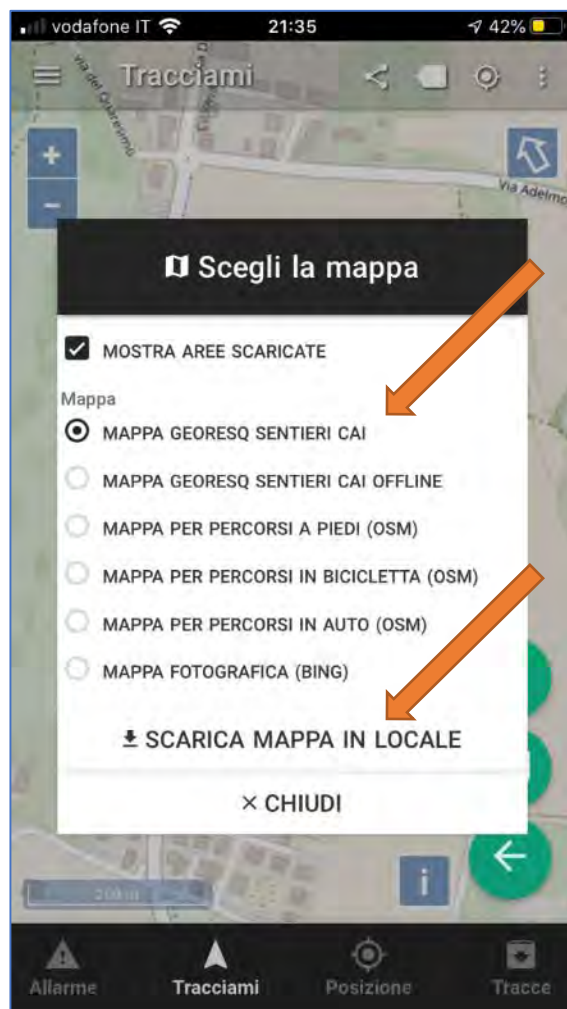 vodafone IT 21:35 42%
Tracciami
via del Quaresimo
Via Adelmo
+
-
Scegli la mappa
MOSTRA AREE SCARICATE
Mappa
MAPPA GEORESQ SENTIERI CAI
MAPPA GEORESQ SENTIERI CAI OFFLINE
MAPPA PER PERCORSI A PIEDI (OSM)
MAPPA PER PERCORSI IN BICICLETTA (OSM)
MAPPA PER PERCORSI IN AUTO (OSM)
MAPPA FOTOGRAFICA (BING)
SCARICA MAPPA IN LOCALE
× CHIUDI
i
Allarme Tracciami Posizione Tracce